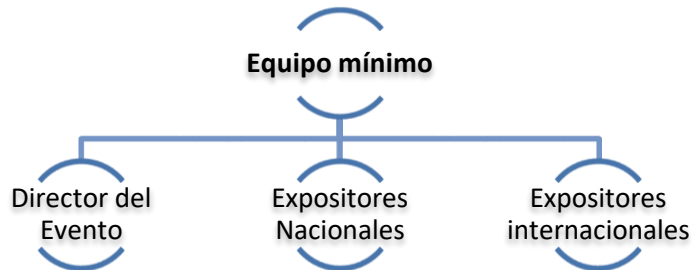 Equipo mínimo
Director del
Evento
Expositores
Nacionales
Expositores
internacionales